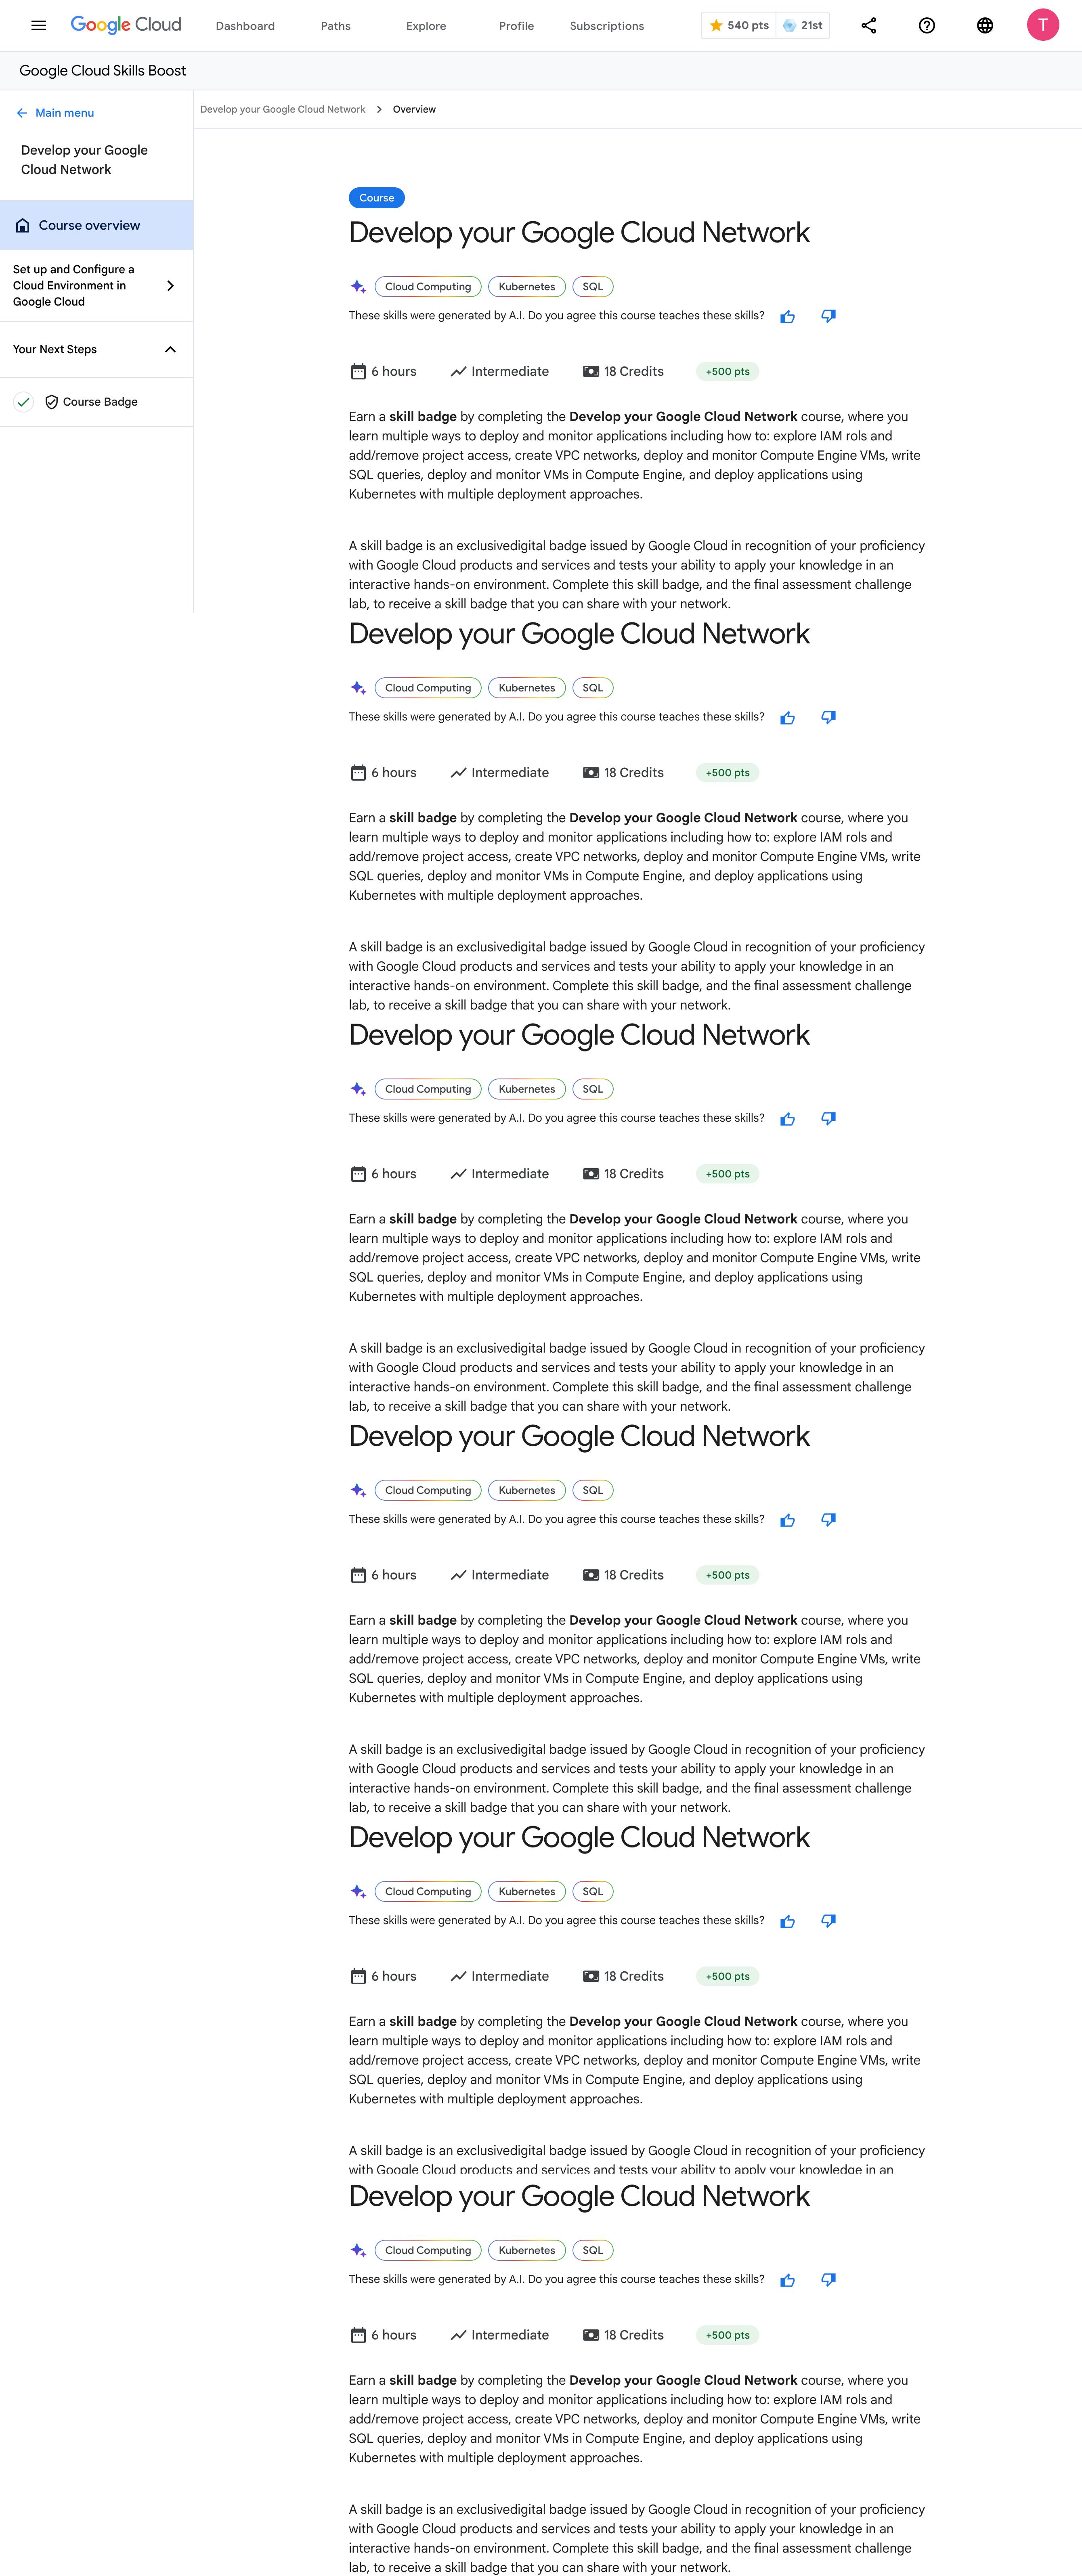 Google Cloud Dashboard Paths Explore Profile Subscriptions 540 pts 21st T
Google Cloud Skills Boost
Main menu
Develop your Google
Cloud Network
Course overview
Set up and Configure a
Cloud Environment in
Google Cloud
Your Next Steps
Course Badge
Develop your Google Cloud Network Overview
Course
Develop your Google Cloud Network
Cloud Computing Kubernetes SQL
These skills were generated by A.I. Do you agree this course teaches these skills?
6 hours Intermediate 18 Credits +500 pts
Earn a skill badge by completing the Develop your Google Cloud Network course, where you
learn multiple ways to deploy and monitor applications including how to: explore IAM rols and
add/remove project access, create VPC networks, deploy and monitor Compute Engine VMs, write
SQL queries, deploy and monitor VMs in Compute Engine, and deploy applications using
Kubernetes with multiple deployment approaches.
A skill badge is an exclusivedigital badge issued by Google Cloud in recognition of your proficiency
with Google Cloud products and services and tests your ability to apply your knowledge in an
interactive hands-on environment. Complete this skill badge, and the final assessment challenge
lab, to receive a skill badge that you can share with your network.
Develop your Google Cloud Network
Cloud Computing Kubernetes SQL
These skills were generated by A.I. Do you agree this course teaches these skills?
6 hours Intermediate 18 Credits +500 pts
Earn a skill badge by completing the Develop your Google Cloud Network course, where you
learn multiple ways to deploy and monitor applications including how to: explore IAM rols and
add/remove project access, create VPC networks, deploy and monitor Compute Engine VMs, write
SQL queries, deploy and monitor VMs in Compute Engine, and deploy applications using
Kubernetes with multiple deployment approaches.
A skill badge is an exclusivedigital badge issued by Google Cloud in recognition of your proficiency
with Google Cloud products and services and tests your ability to apply your knowledge in an
interactive hands-on environment. Complete this skill badge, and the final assessment challenge
lab, to receive a skill badge that you can share with your network.
Develop your Google Cloud Network
Cloud Computing Kubernetes SQL
These skills were generated by A.I. Do you agree this course teaches these skills?
6 hours Intermediate 18 Credits +500 pts
Earn a skill badge by completing the Develop your Google Cloud Network course, where you
learn multiple ways to deploy and monitor applications including how to: explore IAM rols and
add/remove project access, create VPC networks, deploy and monitor Compute Engine VMs, write
SQL queries, deploy and monitor VMs in Compute Engine, and deploy applications using
Kubernetes with multiple deployment approaches.
A skill badge is an exclusivedigital badge issued by Google Cloud in recognition of your proficiency
with Google Cloud products and services and tests your ability to apply your knowledge in an
interactive hands-on environment. Complete this skill badge, and the final assessment challenge
lab, to receive a skill badge that you can share with your network.
Develop your Google Cloud Network
Cloud Computing Kubernetes SQL
These skills were generated by A.I. Do you agree this course teaches these skills?
6 hours Intermediate 18 Credits +500 pts
Earn a skill badge by completing the Develop your Google Cloud Network course, where you
learn multiple ways to deploy and monitor applications including how to: explore IAM rols and
add/remove project access, create VPC networks, deploy and monitor Compute Engine VMs, write
SQL queries, deploy and monitor VMs in Compute Engine, and deploy applications using
Kubernetes with multiple deployment approaches.
A skill badge is an exclusivedigital badge issued by Google Cloud in recognition of your proficiency
with Google Cloud products and services and tests your ability to apply your knowledge in an
interactive hands-on environment. Complete this skill badge, and the final assessment challenge
lab, to receive a skill badge that you can share with your network.
Develop your Google Cloud Network
Cloud Computing Kubernetes SQL
These skills were generated by A.I. Do you agree this course teaches these skills?
6 hours Intermediate 18 Credits +500 pts
Earn a skill badge by completing the Develop your Google Cloud Network course, where you
learn multiple ways to deploy and monitor applications including how to: explore IAM rols and
add/remove project access, create VPC networks, deploy and monitor Compute Engine VMs, write
SQL queries, deploy and monitor VMs in Compute Engine, and deploy applications using
Kubernetes with multiple deployment approaches.
A skill badge is an exclusivedigital badge issued by Google Cloud in recognition of your proficiency
with Google Cloud products and services and tests your ability to apply your knowledge in an
Develop your Google Cloud Network
Cloud Computing Kubernetes SQL
These skills were generated by A.I. Do you agree this course teaches these skills?
6 hours Intermediate 18 Credits +500 pts
Earn a skill badge by completing the Develop your Google Cloud Network course, where you
learn multiple ways to deploy and monitor applications including how to: explore IAM rols and
add/remove project access, create VPC networks, deploy and monitor Compute Engine VMs, write
SQL queries, deploy and monitor VMs in Compute Engine, and deploy applications using
Kubernetes with multiple deployment approaches.
A skill badge is an exclusivedigital badge issued by Google Cloud in recognition of your proficiency
with Google Cloud products and services and tests your ability to apply your knowledge in an
interactive hands-on environment. Complete this skill badge, and the final assessment challenge
lab, to receive a skill badge that you can share with your network.